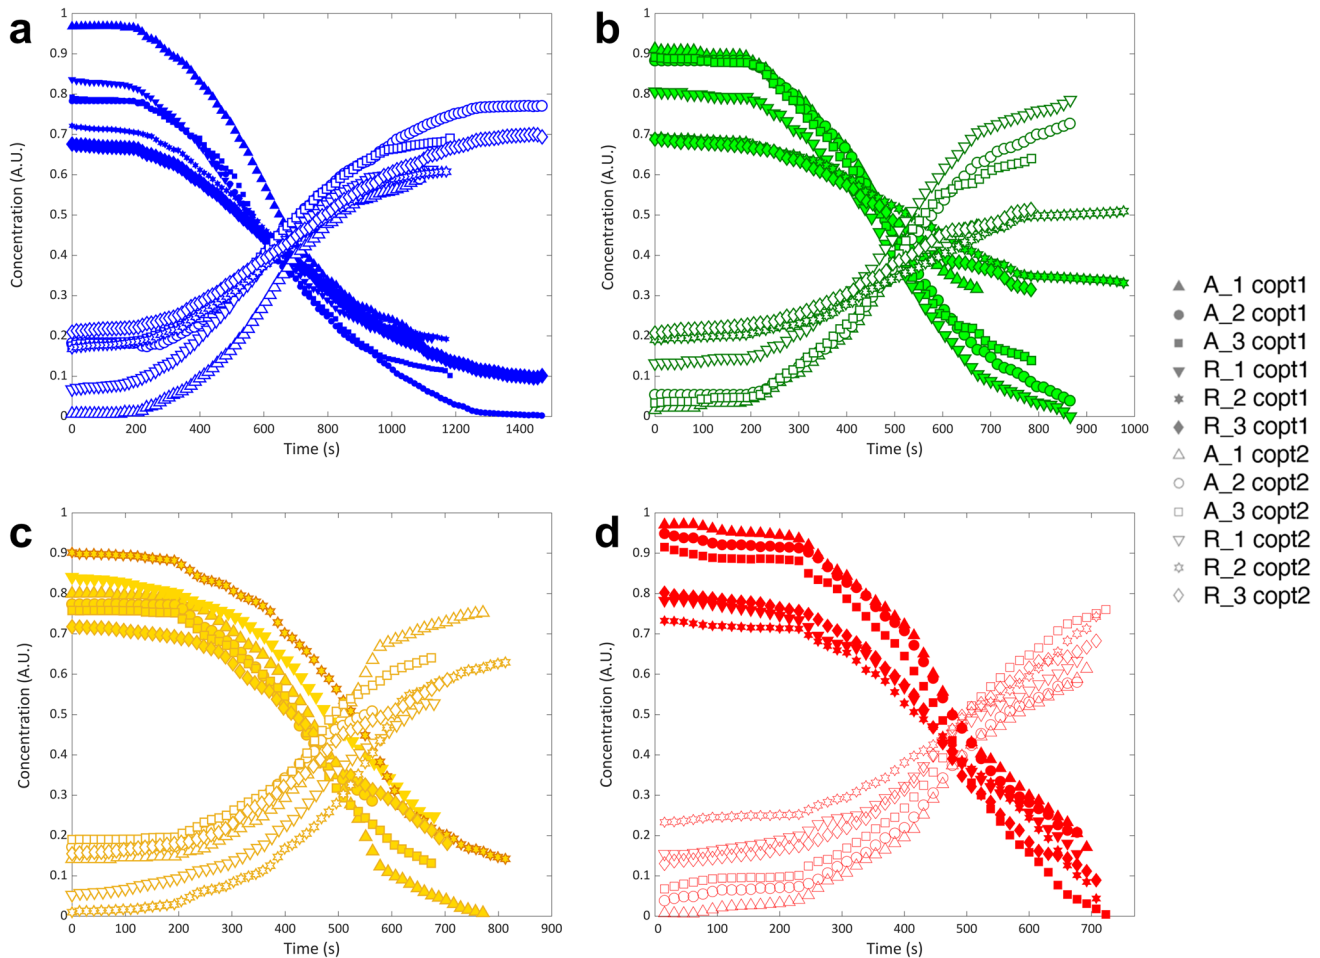 a
Concentration (A.U.)
1
0.9
0.8
0.7
0.6
0.5
0.4
0.3
0.2
0.1
0
0 200 400 600 800 1000 1200 1400
Time (s)
b
Concentration (A.U.)
1
0.9
0.8
0.7
0.6
0.5
0.4
0.3
0.2
0.1
0
0 100 200 300 400 500 600 700 800 900 1000
Time (s)
A_1 copt1
A_2 copt1
A_3 copt1
R_1 copt1
R_2 copt1
R_3 copt1
A_1 copt2
A_2 copt2
A_3 copt2
R_1 copt2
R_2 copt2
R_3 copt2
c
Concentration (A.U.)
1
0.9
0.8
0.7
0.6
0.5
0.4
0.3
0.2
0.1
0
0 100 200 300 400 500 600 700 800 900
Time (s)
d
Concentration (A.U.)
1
0.9
0.8
0.7
0.6
0.5
0.4
0.3
0.2
0.1
0
0 100 200 300 400 500 600 700
Time (s)